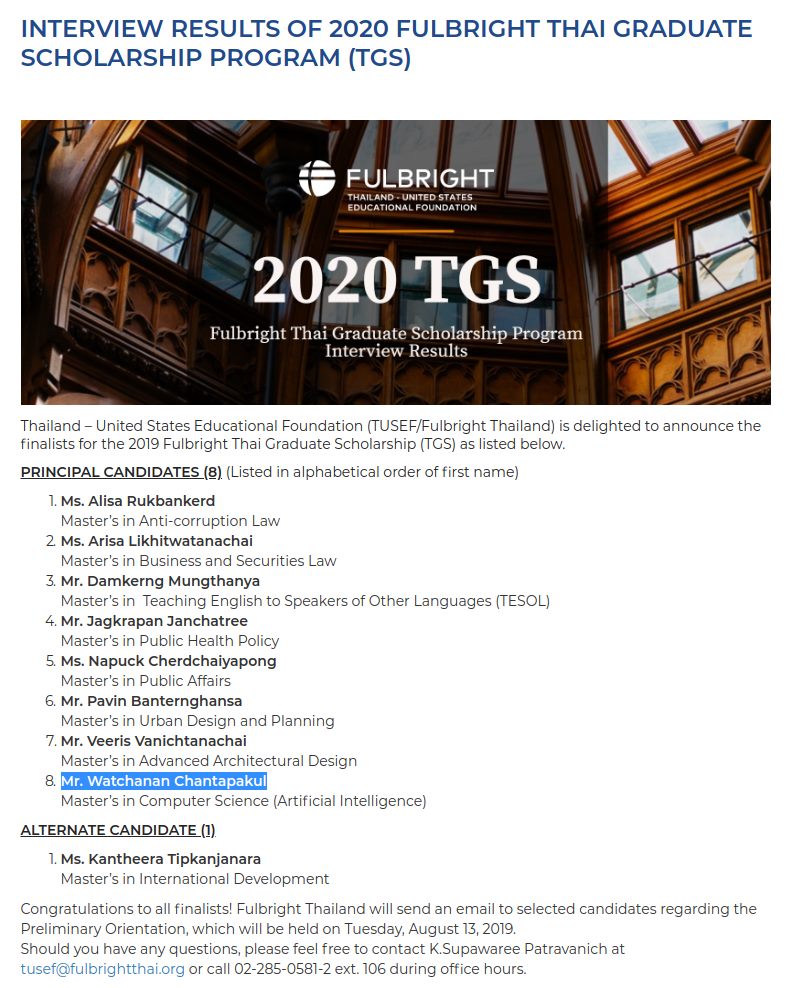 INTERVIEW RESULTS OF 2020 FULBRIGHT THAI GRADUATE
SCHOLARSHIP PROGRAM (TGS)
FULBRIGHT
THAILAND - UNITED STATES
EDUCATIONAL FOUNDATION
2020 TGS
Fulbright Thai Graduate Scholarship Program
Interview Results
Thailand – United States Educational Foundation (TUSEF/Fulbright Thailand) is delighted to announce the
finalists for the 2019 Fulbright Thai Graduate Scholarship (TGS) as listed below.
PRINCIPAL CANDIDATES (8) (Listed in alphabetical order of first name)
1. Ms. Alisa Rukbankerd
Master’s in Anti-corruption Law
2. Ms. Arisa Likhitwatanachai
Master’s in Business and Securities Law
3. Mr. Damkerng Mungthanya
Master’s in  Teaching English to Speakers of Other Languages (TESOL)
4. Mr. Jagkrapan Janchatree
Master’s in Public Health Policy
5. Ms. Napuck Cherdchaiyapong
Master’s in Public Affairs
6. Mr. Pavin Banternghansa
Master’s in Urban Design and Planning
7. Mr. Veeris Vanichtanachai
Master’s in Advanced Architectural Design
8. Mr. Watchanan Chantapakul
Master’s in Computer Science (Artificial Intelligence)
ALTERNATE CANDIDATE (1)
1. Ms. Kantheera Tipkanjanara
Master’s in International Development
Congratulations to all finalists! Fulbright Thailand will send an email to selected candidates regarding the
Preliminary Orientation, which will be held on Tuesday, August 13, 2019.
Should you have any questions, please feel free to contact K.Supawaree Patravanich at
tusef@fulbrightthai.org or call 02-285-0581-2 ext. 106 during office hours.